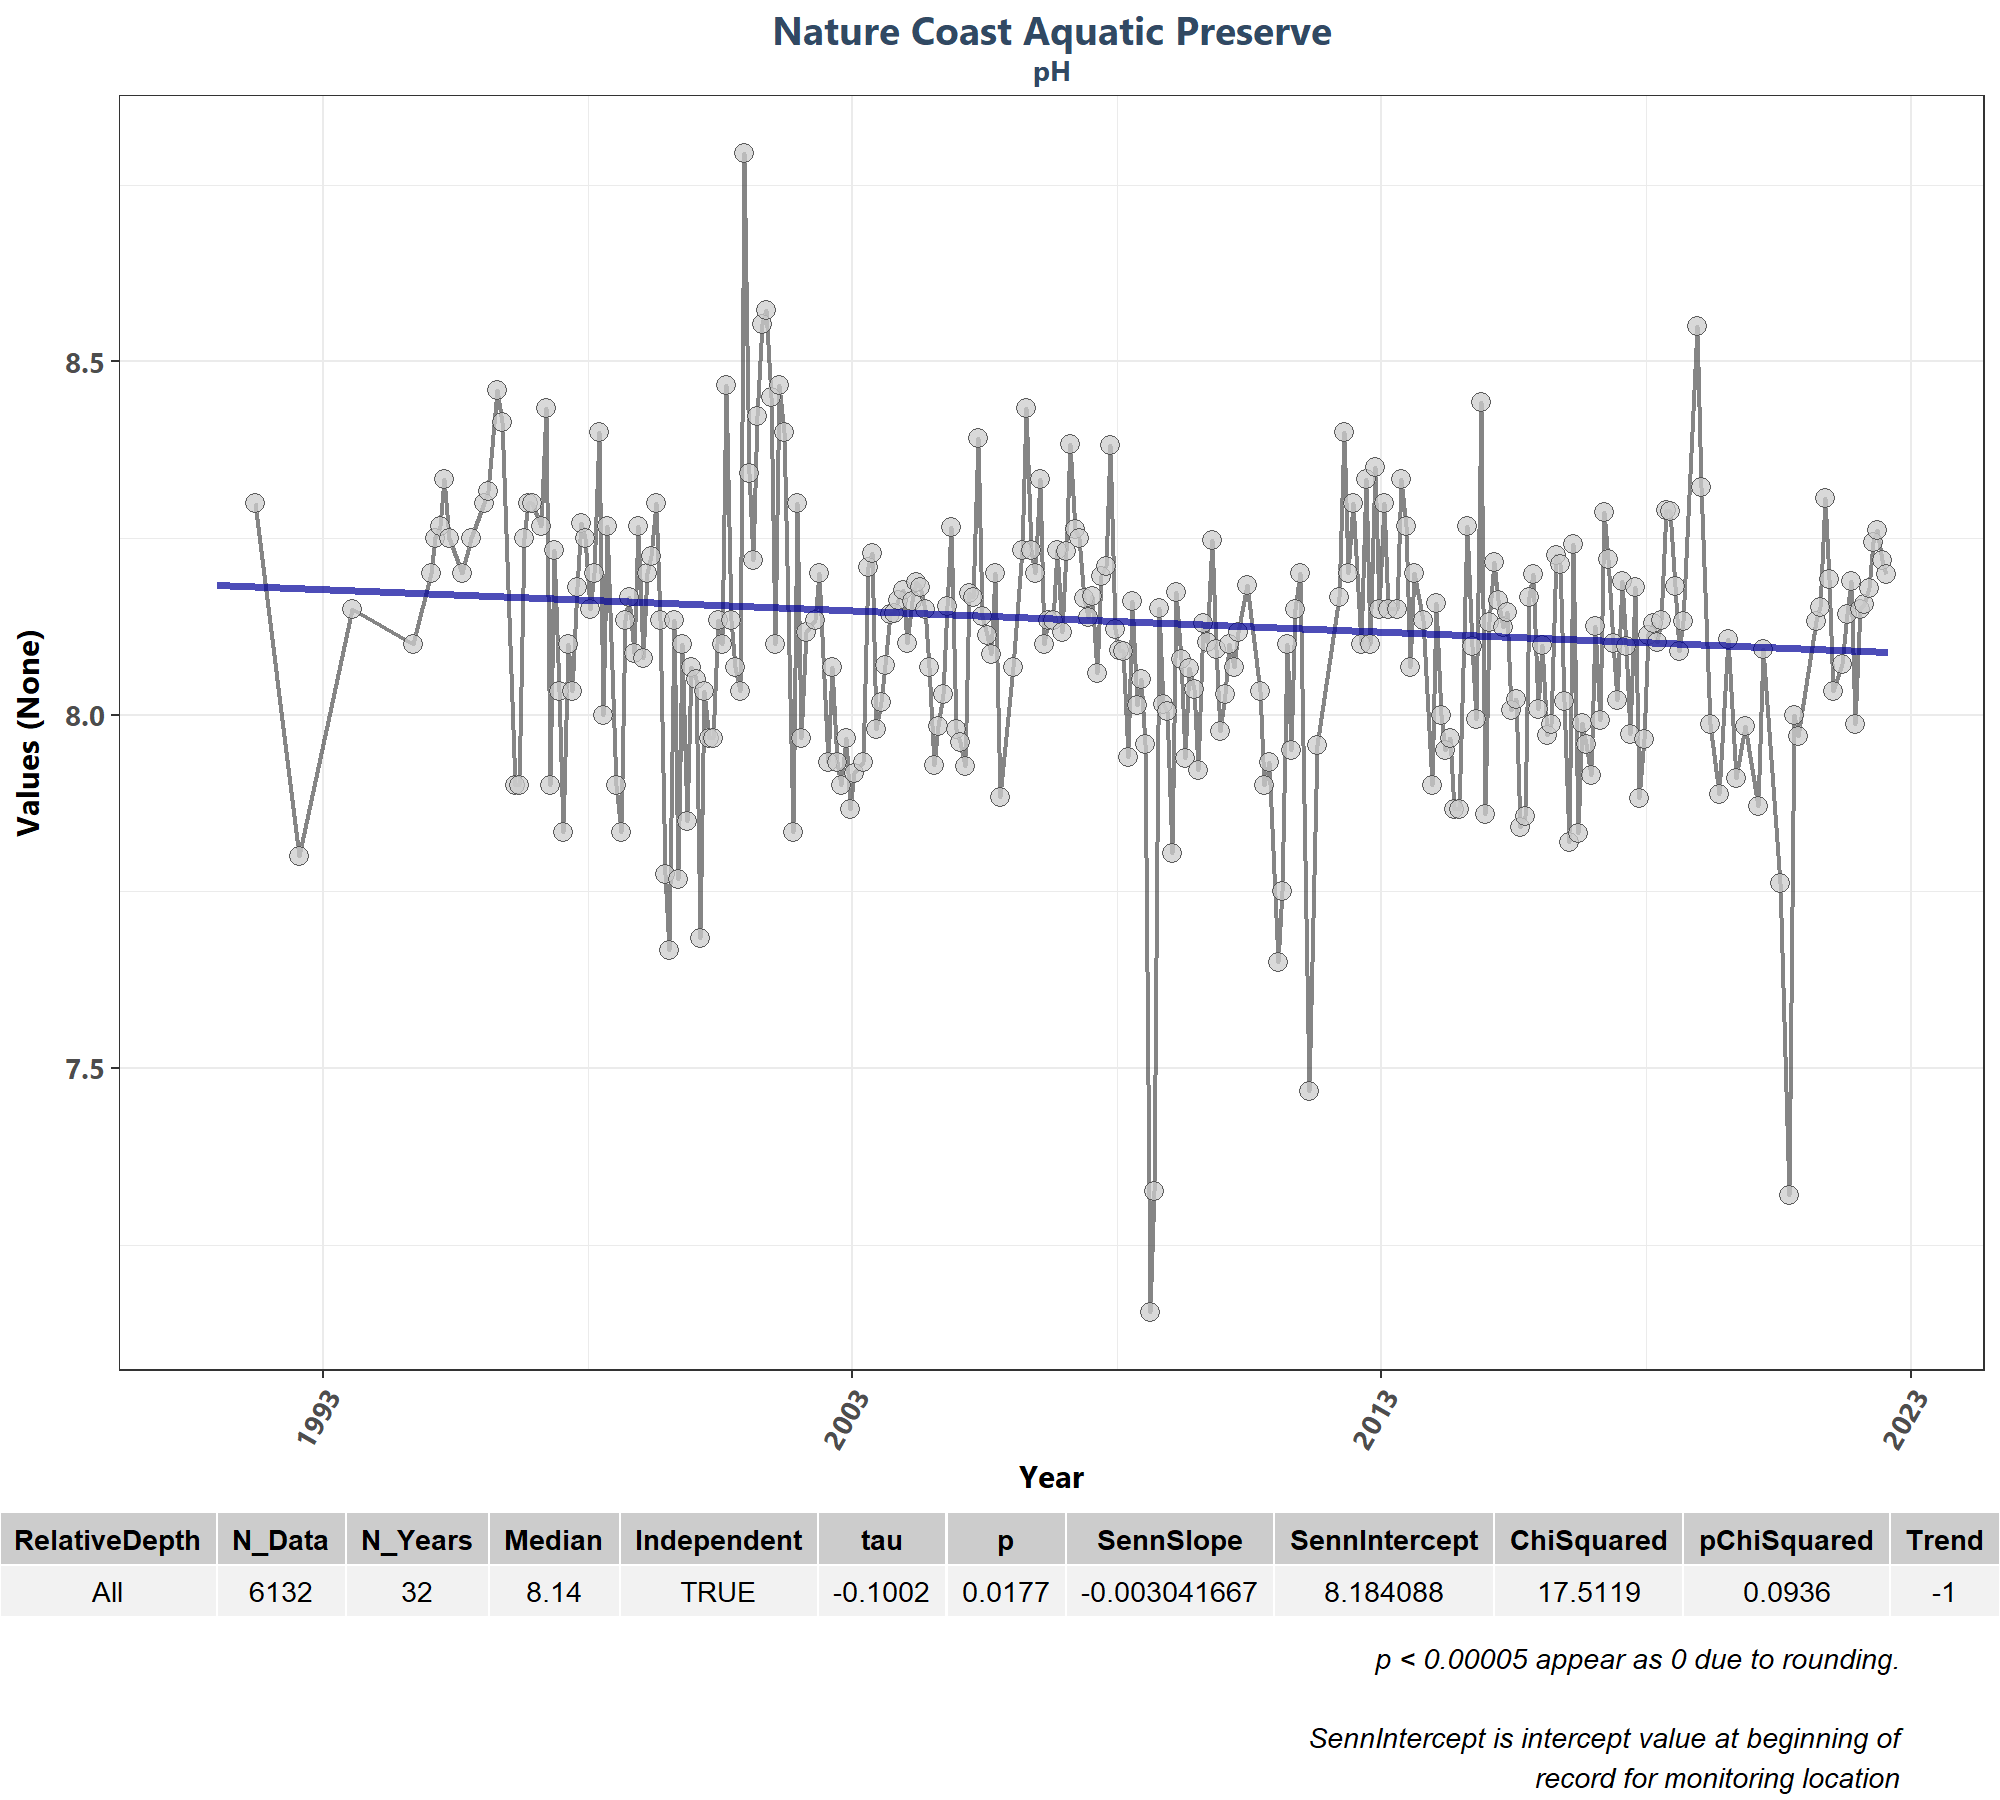 Nature Coast Aquatic Preserve
pH
Values (None)
8.5
8.0
7.5
1993
2003
2013
2023
Year
RelativeDepth N_Data N_Years Median Independent tau p SennSlope SennIntercept ChiSquared pChiSquared Trend
All 6132 32 8.14 TRUE -0.1002 0.0177 -0.003041667 8.184088 17.5119 0.0936 -1
p < 0.00005 appear as 0 due to rounding.
SennIntercept is intercept value at beginning of
record for monitoring location